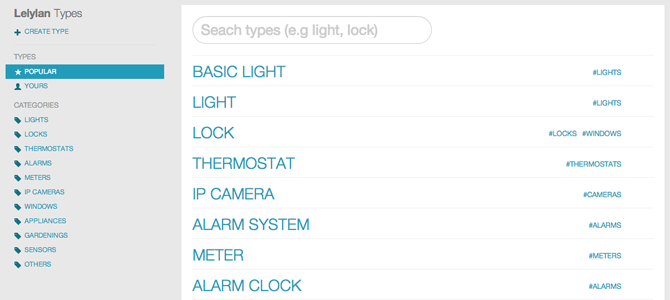 Lelylan Types
CREATE TYPE
TYPES
POPULAR
YOURS
CATEGORIES
LIGHTS
LOCKS
THERMOSTATS
ALARMS
METERS
IP CAMERAS
WINDOWS
APPLIANCES
GARDENINGS
SENSORS
OTHERS
Seach types (e.g light, lock)
BASIC LIGHT #LIGHTS
LIGHT #LIGHTS
LOCK #LOCKS #WINDOWS
THERMOSTAT #THERMOSTATS
IP CAMERA #CAMERAS
ALARM SYSTEM #ALARMS
METER #METERS
ALARM CLOCK #ALARMS